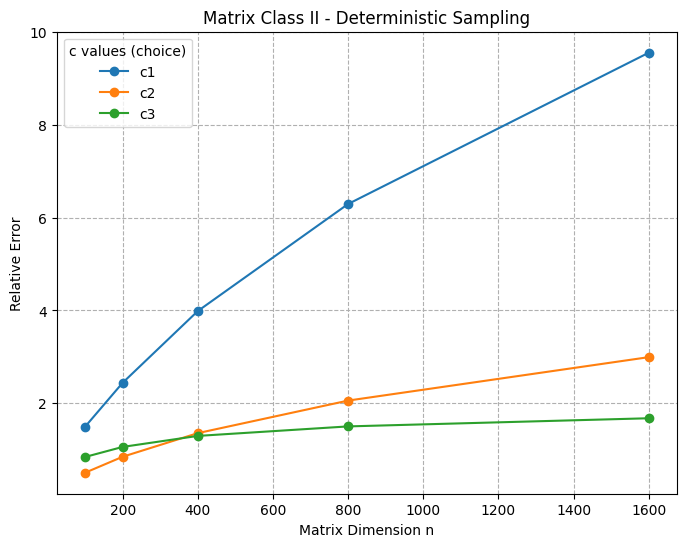 Matrix Class II - Deterministic Sampling
c values (choice)
c1
c2
c3
Relative Error
10
8
6
4
2
200 400 600 800 1000 1200 1400 1600
Matrix Dimension n